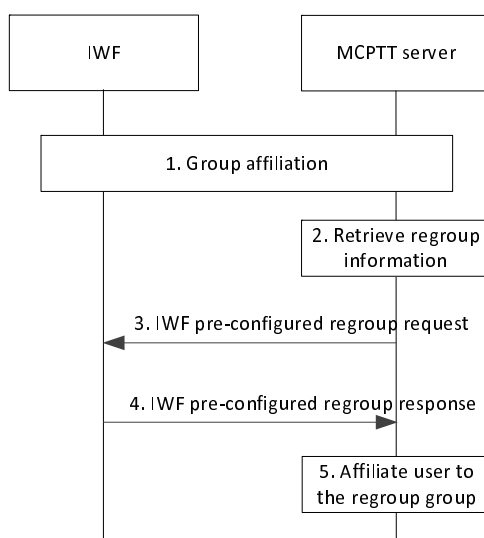 IWF
MCPTT server
1. Group affiliation
2. Retrieve regroup
information
3. IWF pre-configured regroup request
4. IWF pre-configured regroup response
5. Affiliate user to
the regroup group